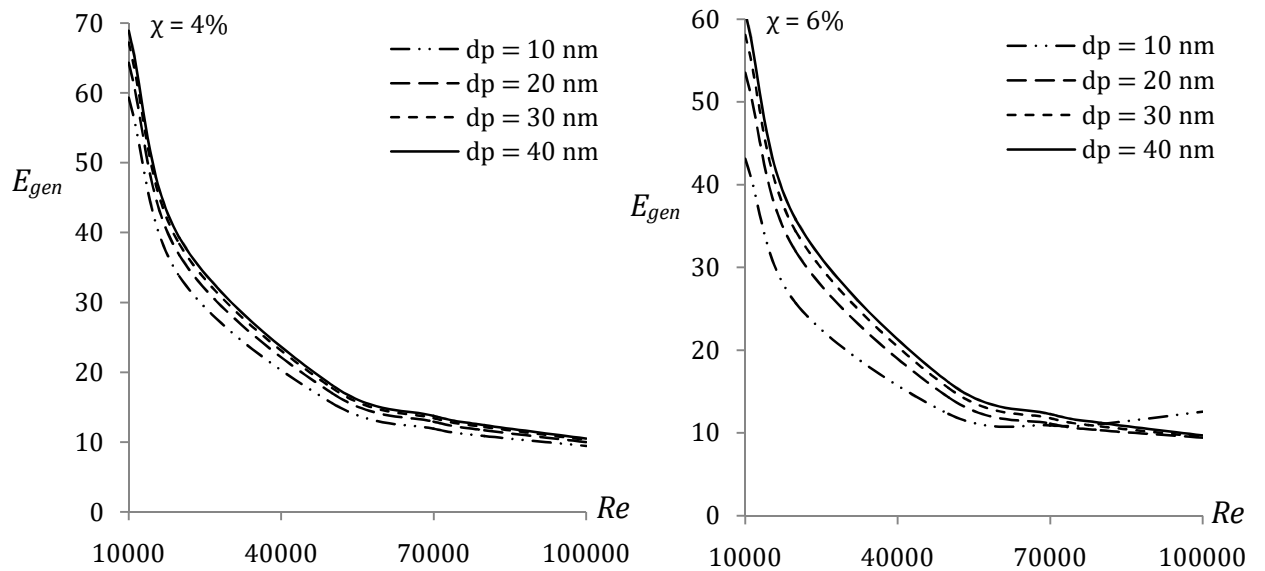 χ = 4%
70
60
50
40
30
20
10
0
E_gen
dp = 10 nm
dp = 20 nm
dp = 30 nm
dp = 40 nm
Re
10000 40000 70000 100000
χ = 6%
60
50
40
30
20
10
0
E_gen
dp = 10 nm
dp = 20 nm
dp = 30 nm
dp = 40 nm
Re
10000 40000 70000 100000